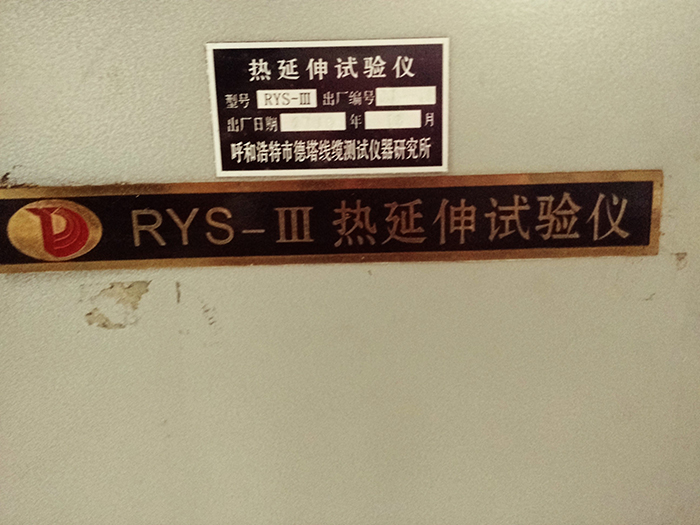 热延伸试验仪
型号 RYS-III 出厂编号
出厂日期 年 月
呼和浩特市德塔线缆测试仪器研究所
RYS-III 热延伸试验仪